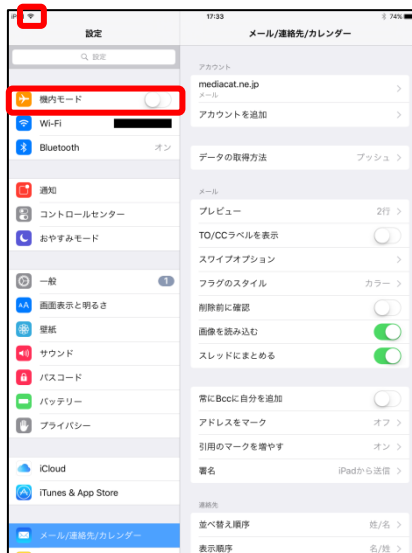 17:33
74%
設定
メール/連絡先/カレンダー
設定
機内モード
Wi-Fi
Bluetooth オン
通知
コントロールセンター
おやすみモード
一般 1
画面表示と明るさ
壁紙
サウンド
パスコード
バッテリー
プライバシー
iCloud
iTunes & App Store
メール/連絡先/カレンダー
アカウント
mediacat.ne.jp
メール
アカウントを追加
データの取得方法 プッシュ
メール
プレビュー 2行
TO/CCラベルを表示
スワイプオプション
フラグのスタイル カラー
削除前に確認
画像を読み込む
スレッドにまとめる
常にBccに自分を追加
アドレスをマーク オフ
引用のマークを増やす オン
署名 iPadから送信
連絡先
並べ替え順序 姓/名
表示順序 名/姓